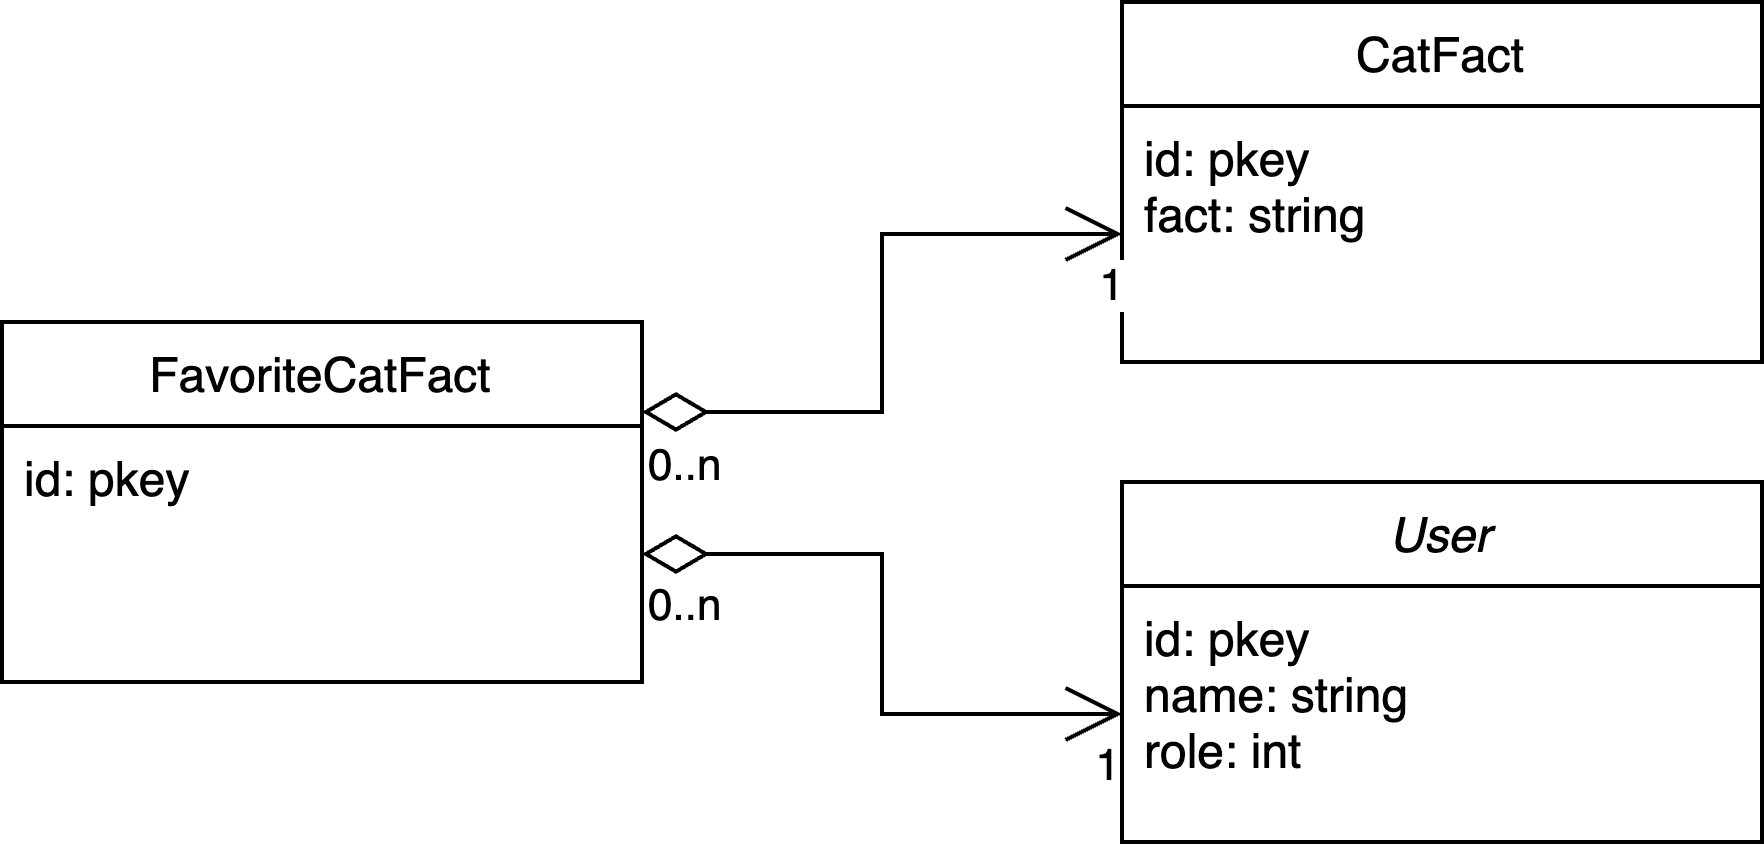 CatFact
id: pkey
fact: string
1
FavoriteCatFact
id: pkey
0..n
0..n
User
id: pkey
name: string
role: int
1